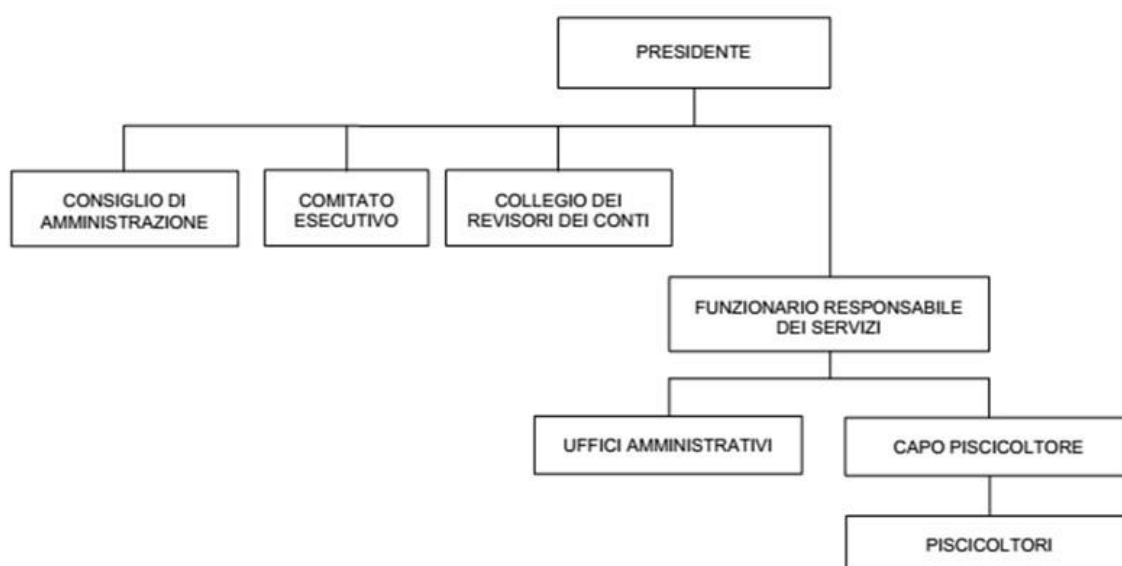 PRESIDENTE
CONSIGLIO DI
AMMINISTRAZIONE
COMITATO
ESECUTIVO
COLLEGIO DEI
REVISORI DEI CONTI
FUNZIONARIO RESPONSABILE
DEI SERVIZI
UFFICI AMMINISTRATIVI
CAPO PISCICOLTORE
PISCICOLTORI